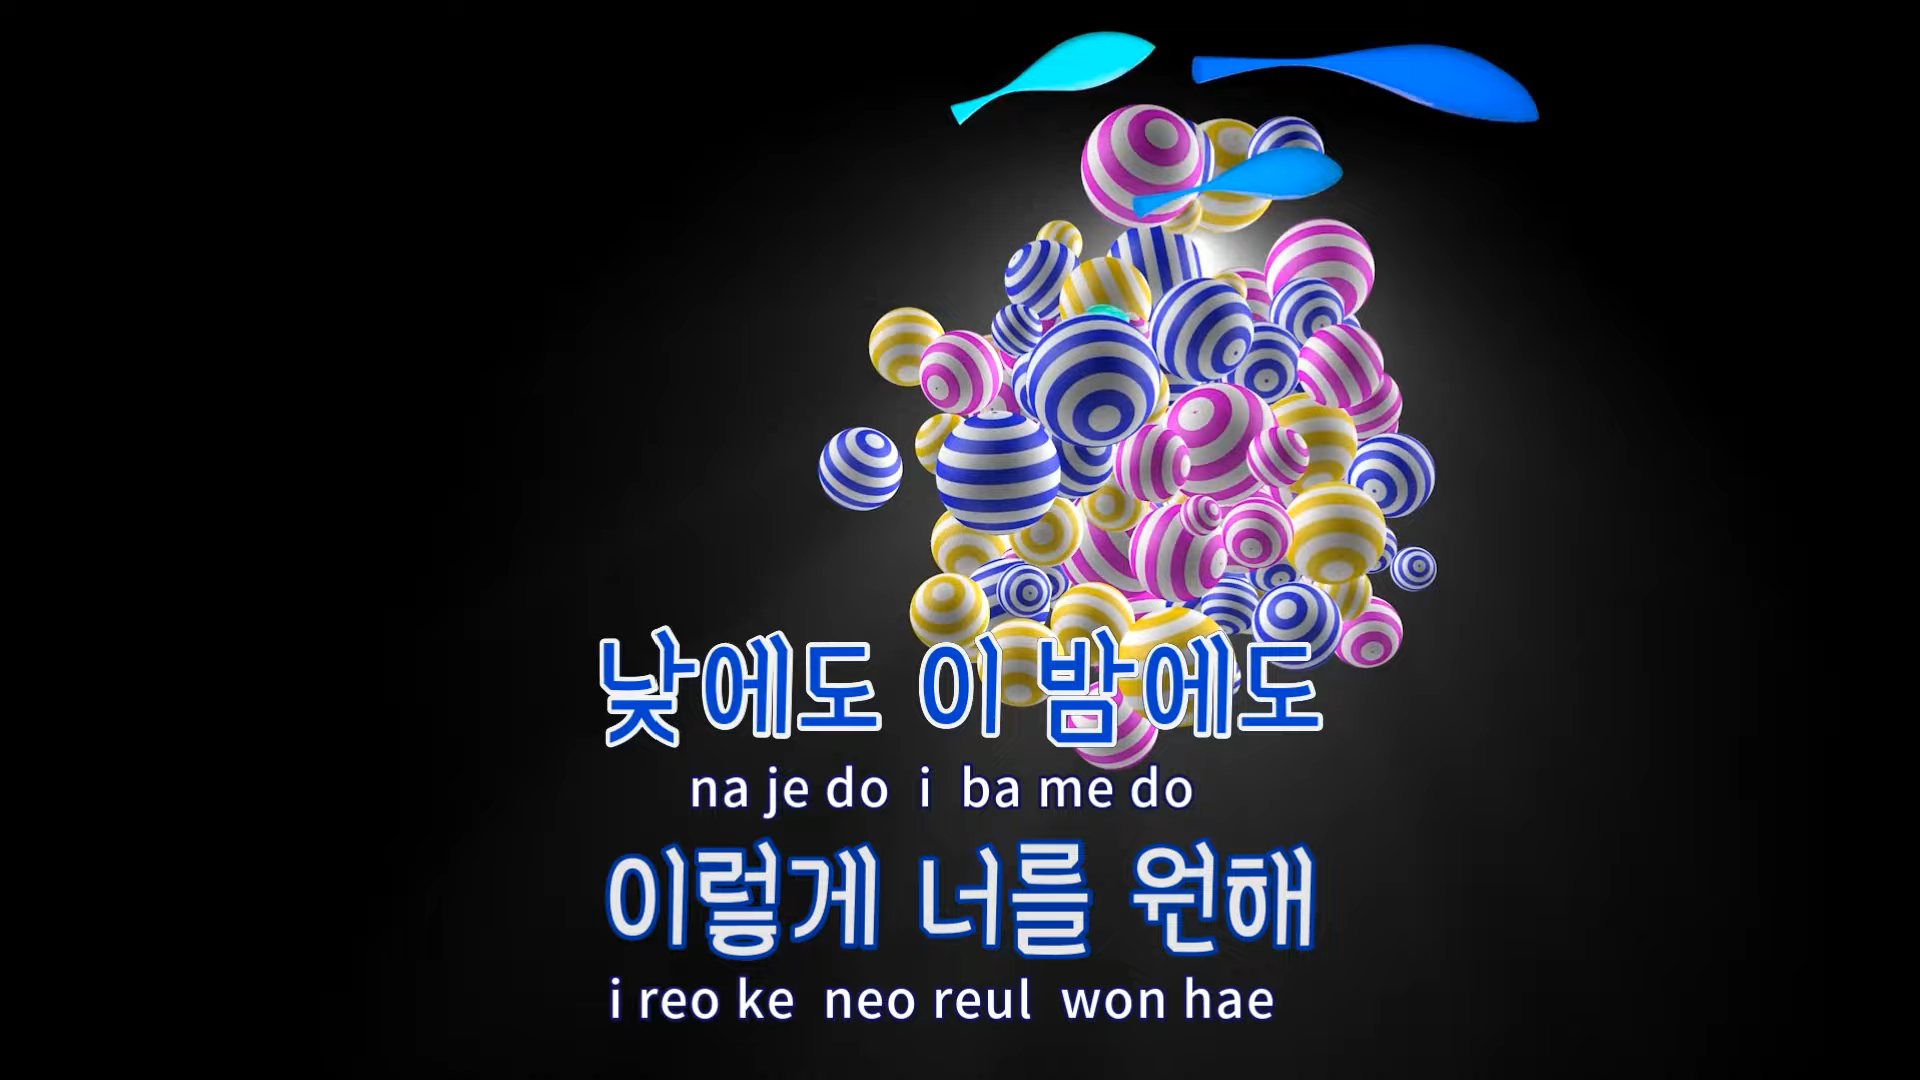 낮에도 이 밤에도
na je do i ba me do
이렇게 너를 원해
i reo ke neo reul won hae